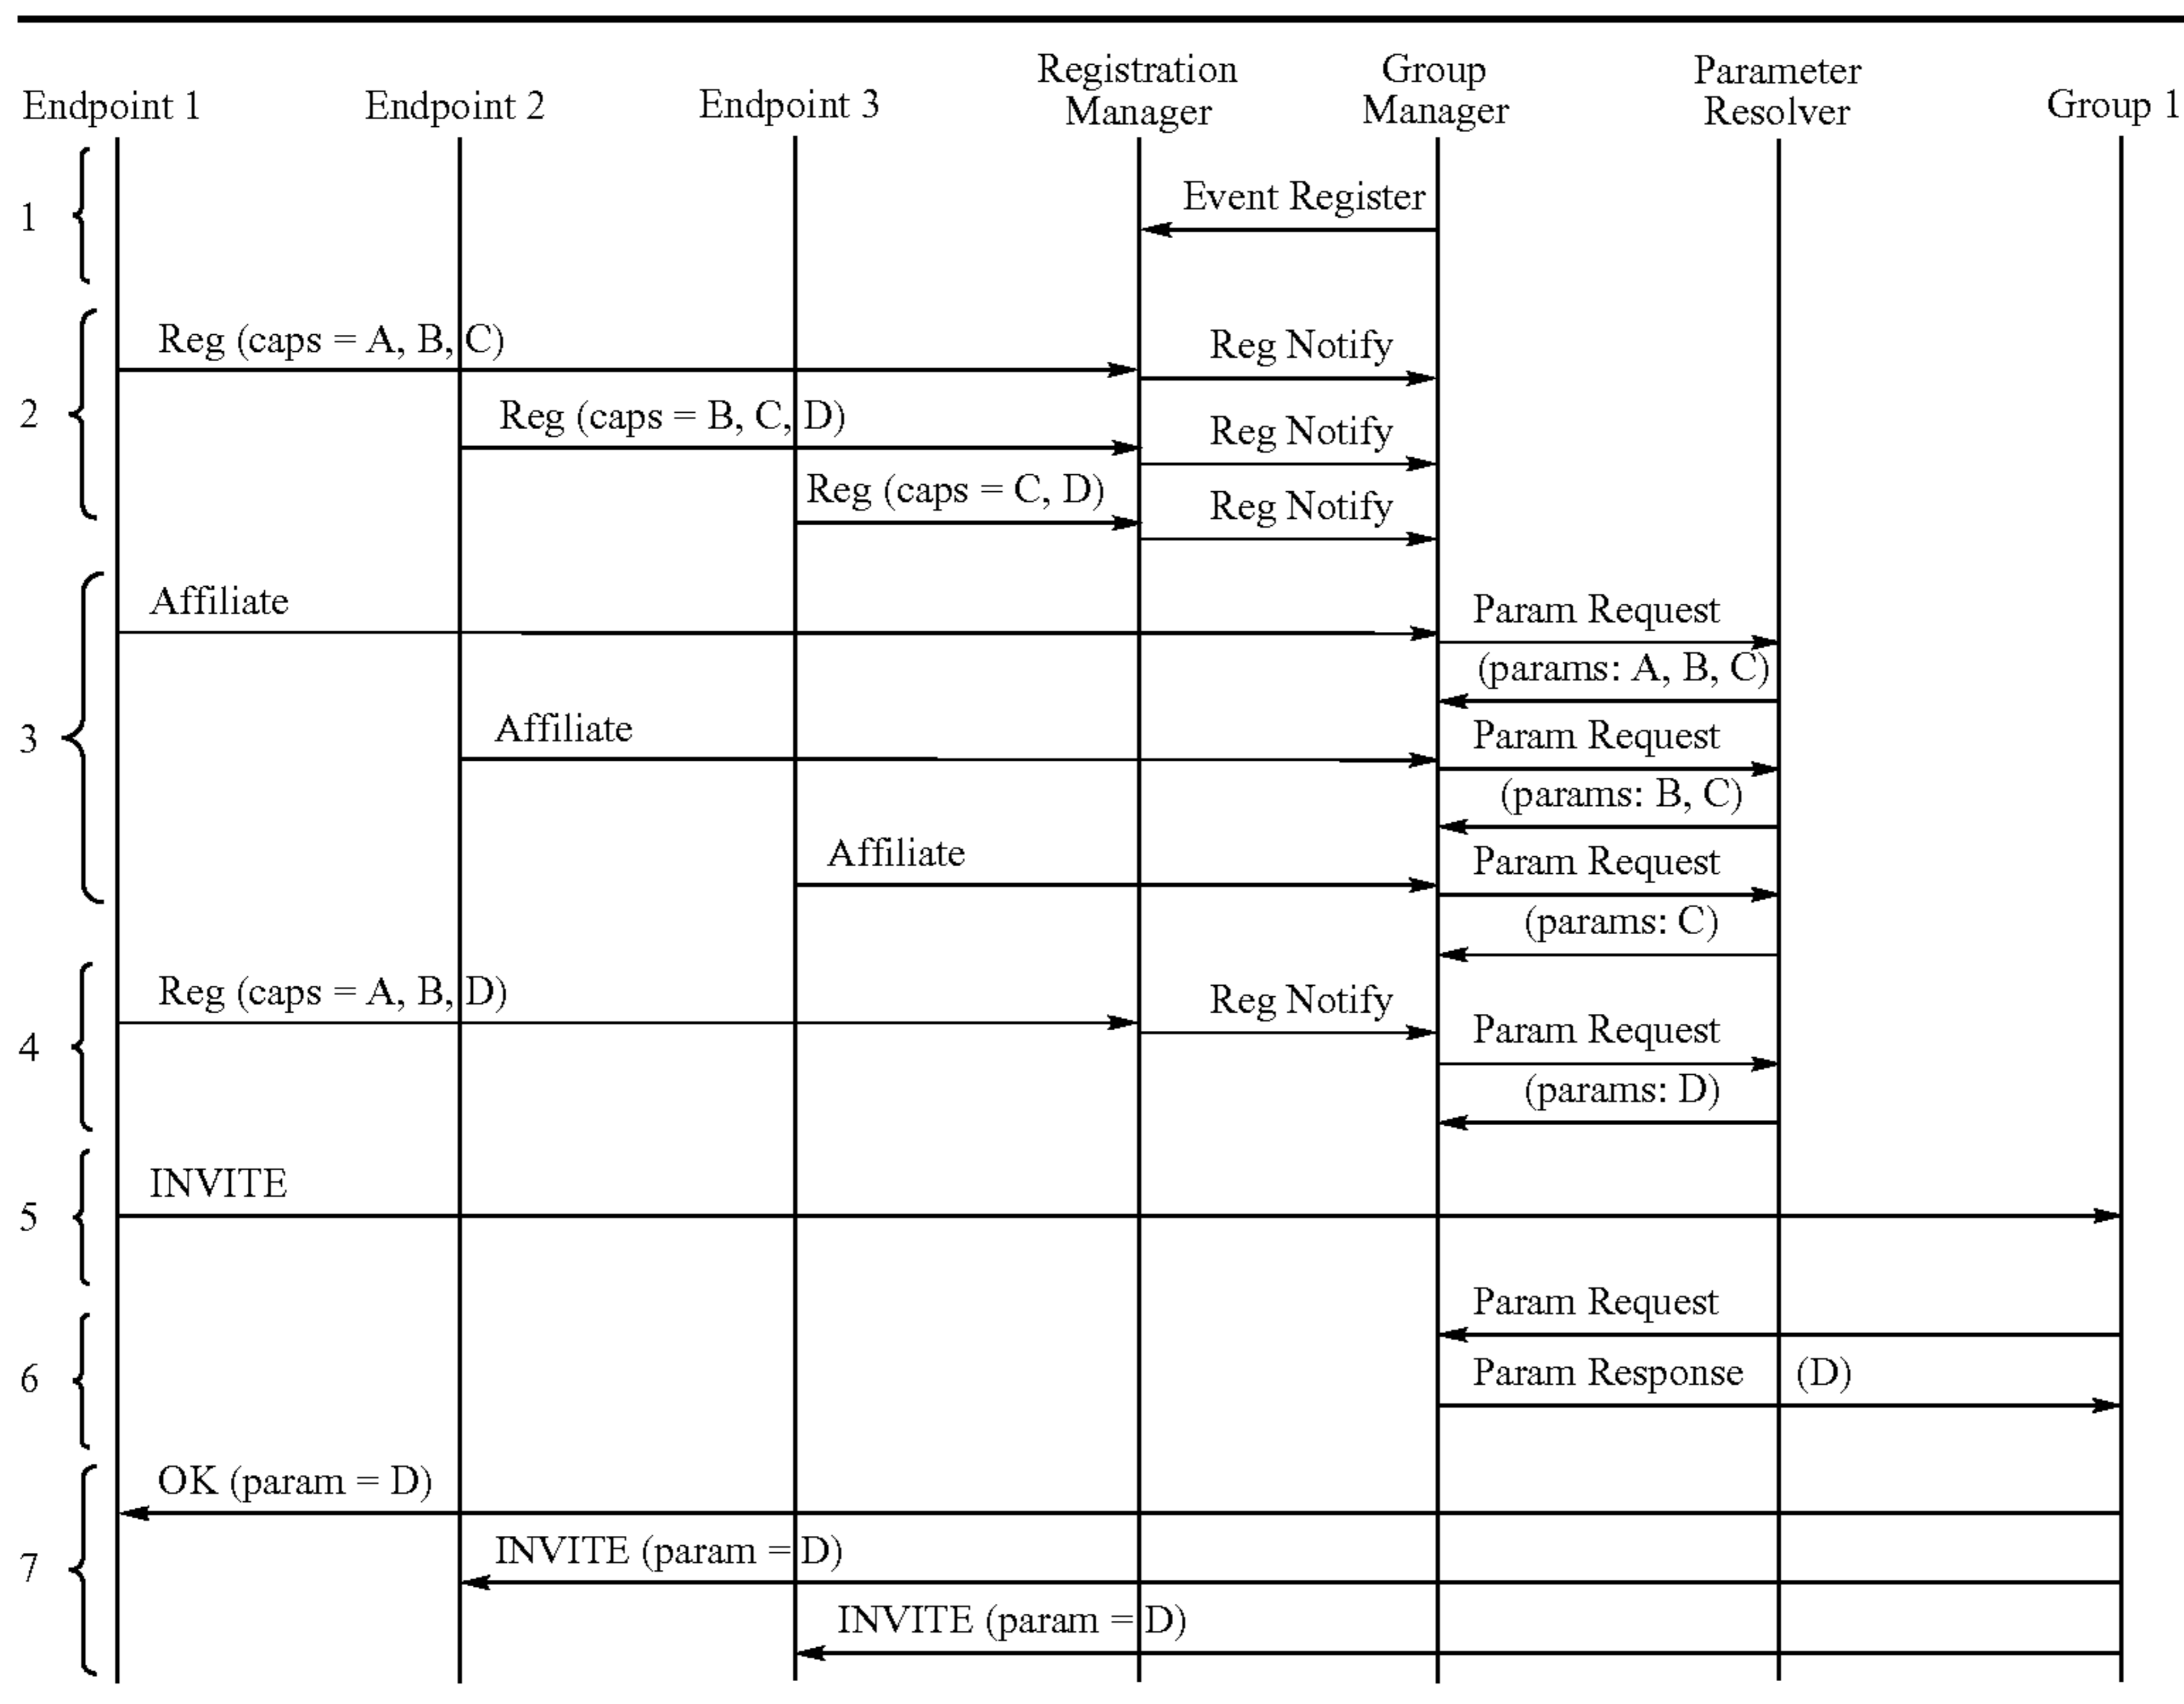 Endpoint 1
Endpoint 2
Endpoint 3
Registration
Manager
Group
Manager
Parameter
Resolver
Group 1
1
Event Register
2
Reg (caps = A, B, C)
Reg Notify
Reg (caps = B, C, D)
Reg Notify
Reg (caps = C, D)
Reg Notify
3
Affiliate
Param Request
(params: A, B, C)
Affiliate
Param Request
(params: B, C)
Affiliate
Param Request
(params: C)
4
Reg (caps = A, B, D)
Reg Notify
Param Request
(params: D)
5
INVITE
6
Param Request
Param Response (D)
7
OK (param = D)
INVITE (param = D)
INVITE (param = D)